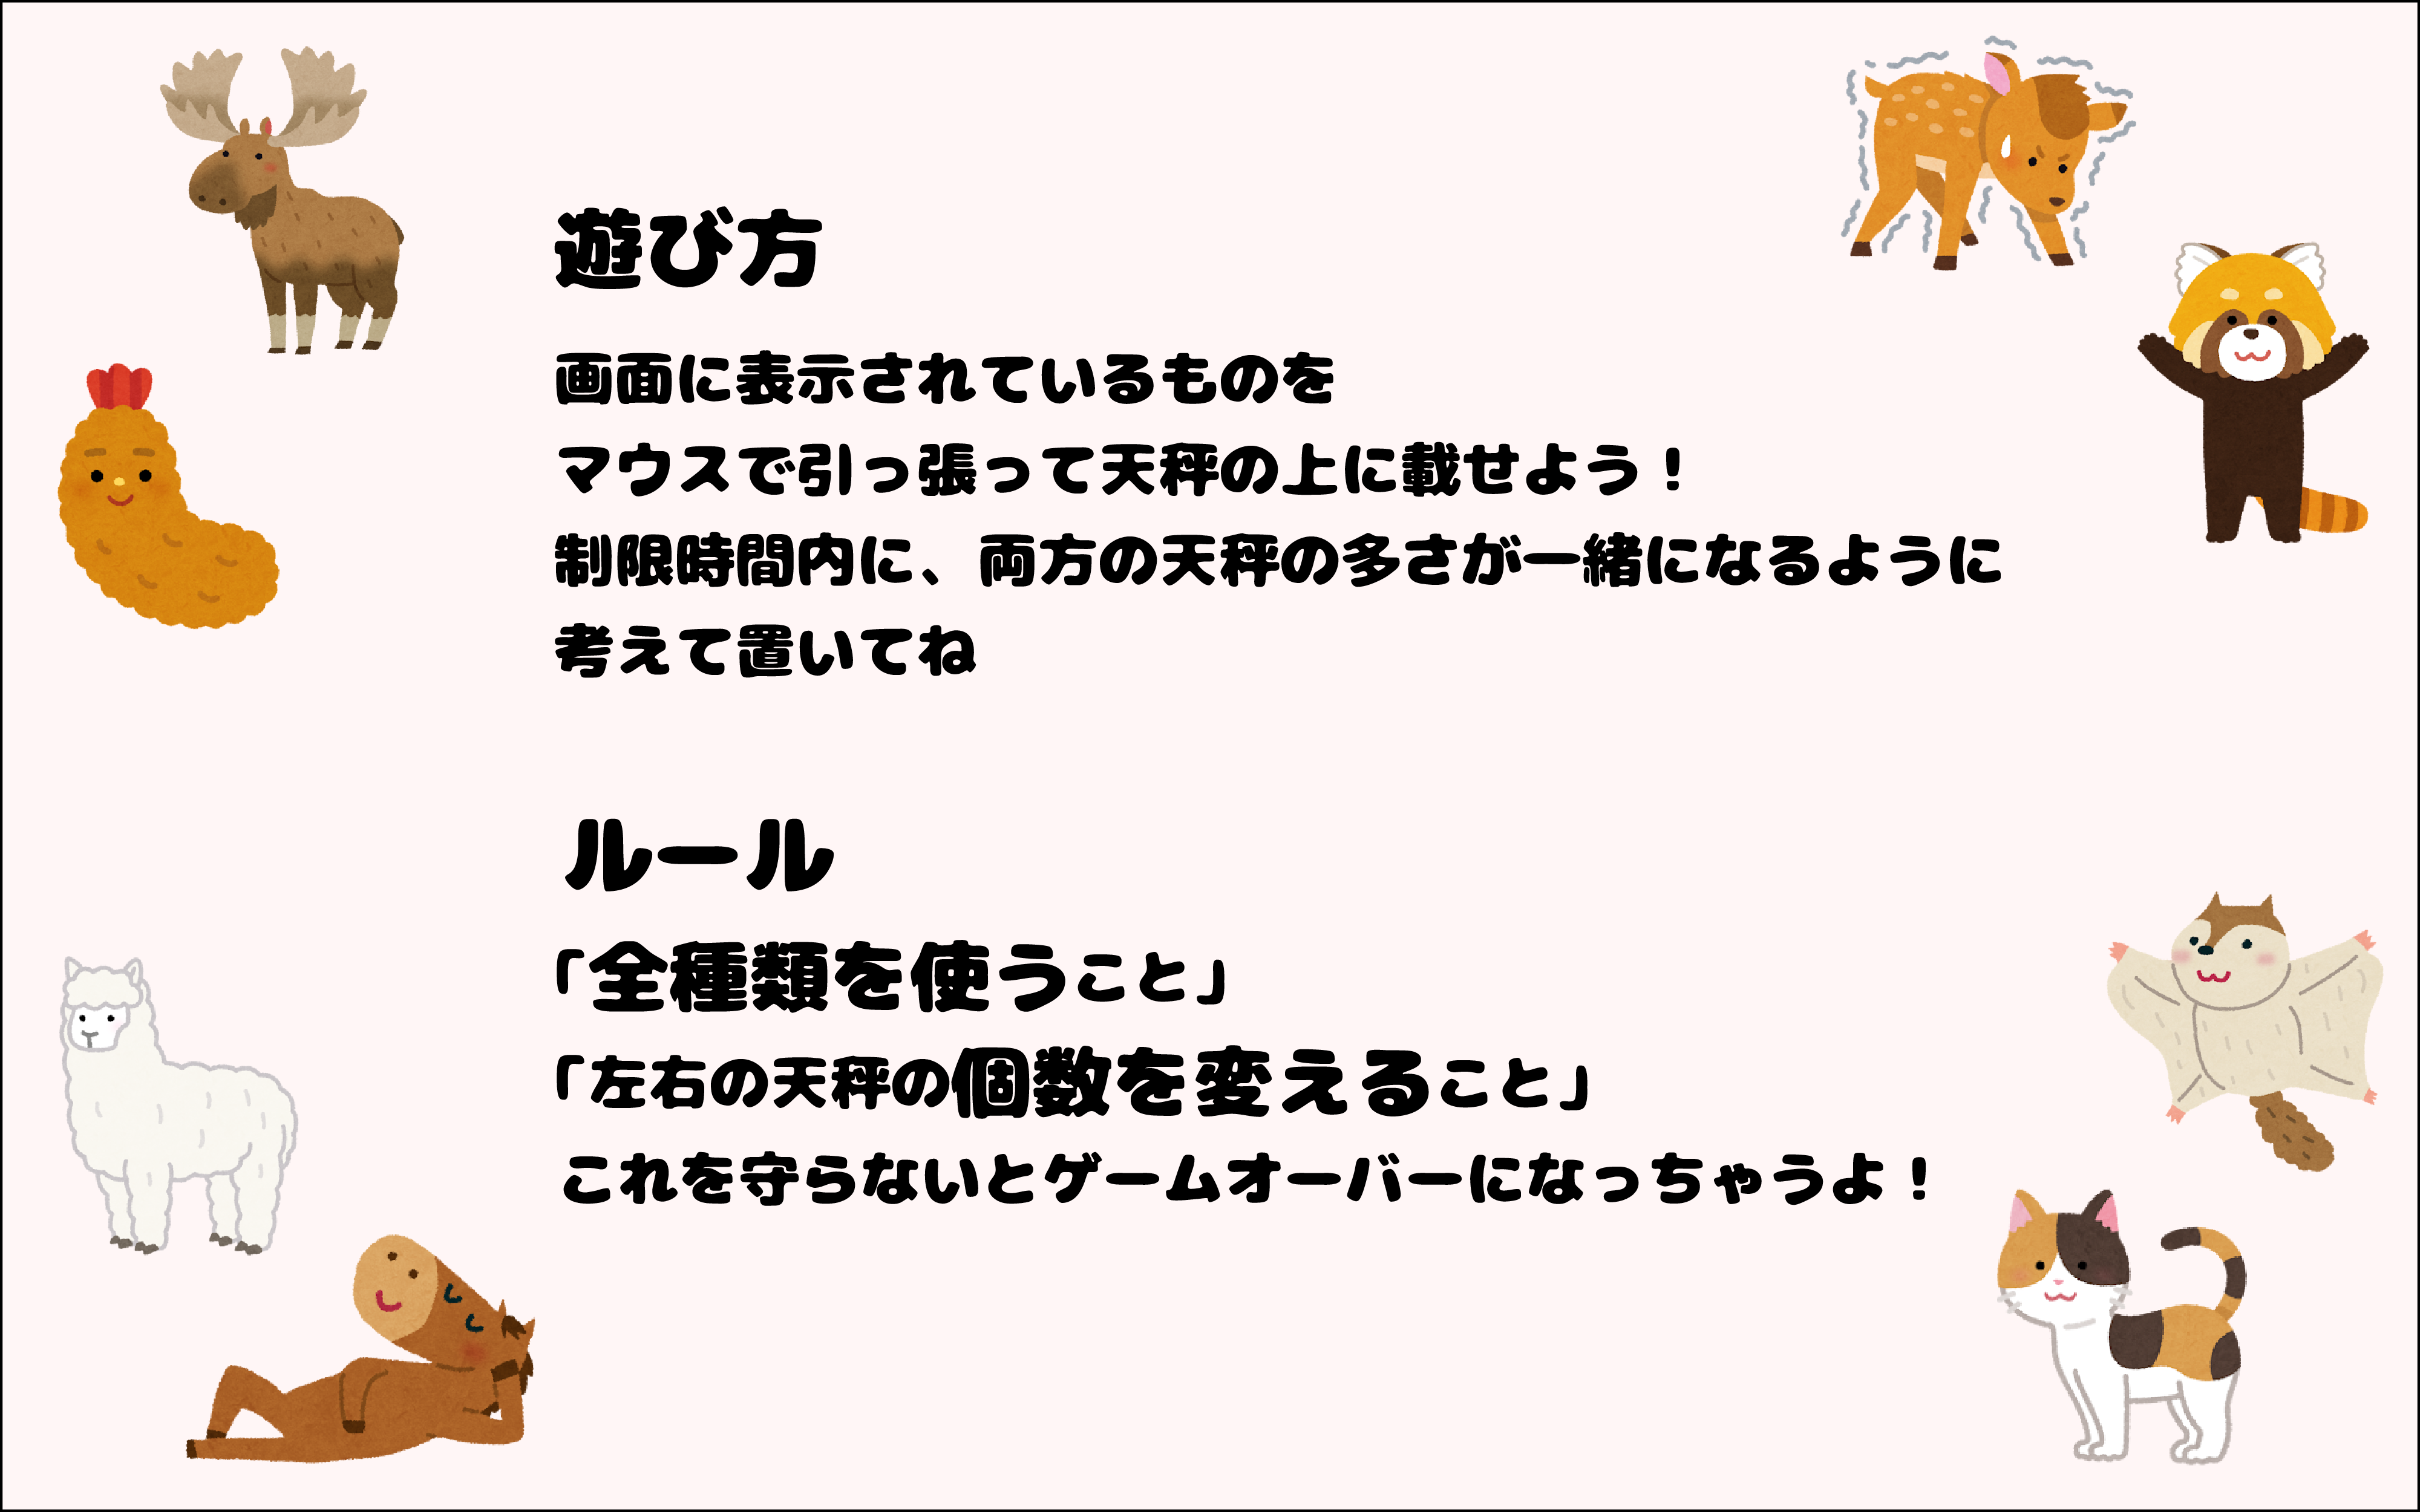 遊び方
画面に表示されているものを
マウスで引っ張って天秤の上に載せよう！
制限時間内に、両方の天秤の多さが一緒になるように
考えて置いてね
ルール
「全種類を使うこと」
「左右の天秤の個数を変えること」
これを守らないとゲームオーバーになっちゃうよ！